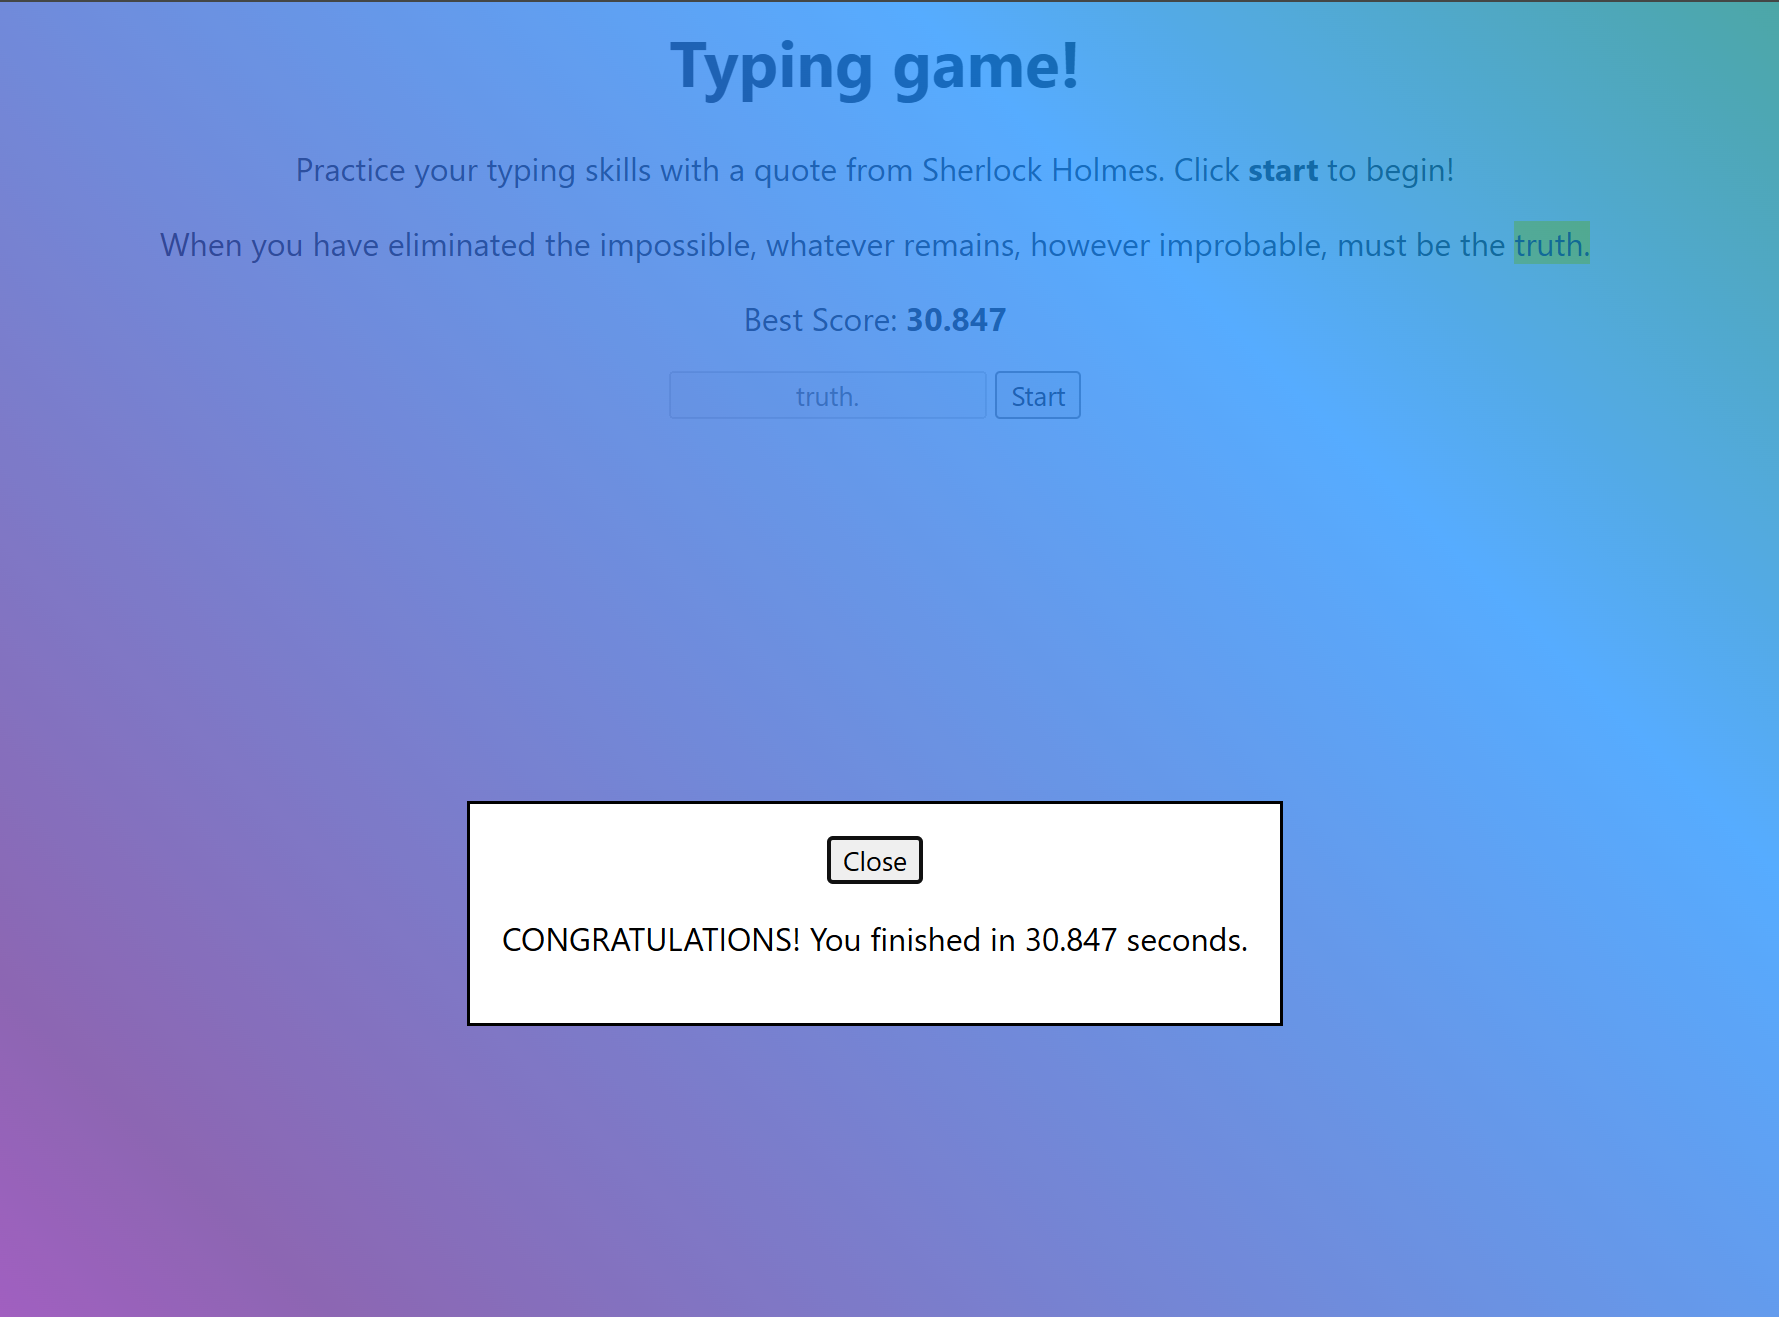 Typing game!
Practice your typing skills with a quote from Sherlock Holmes. Click start to begin!
When you have eliminated the impossible, whatever remains, however improbable, must be the truth.
Best Score: 30.847
truth. Start
Close
CONGRATULATIONS! You finished in 30.847 seconds.